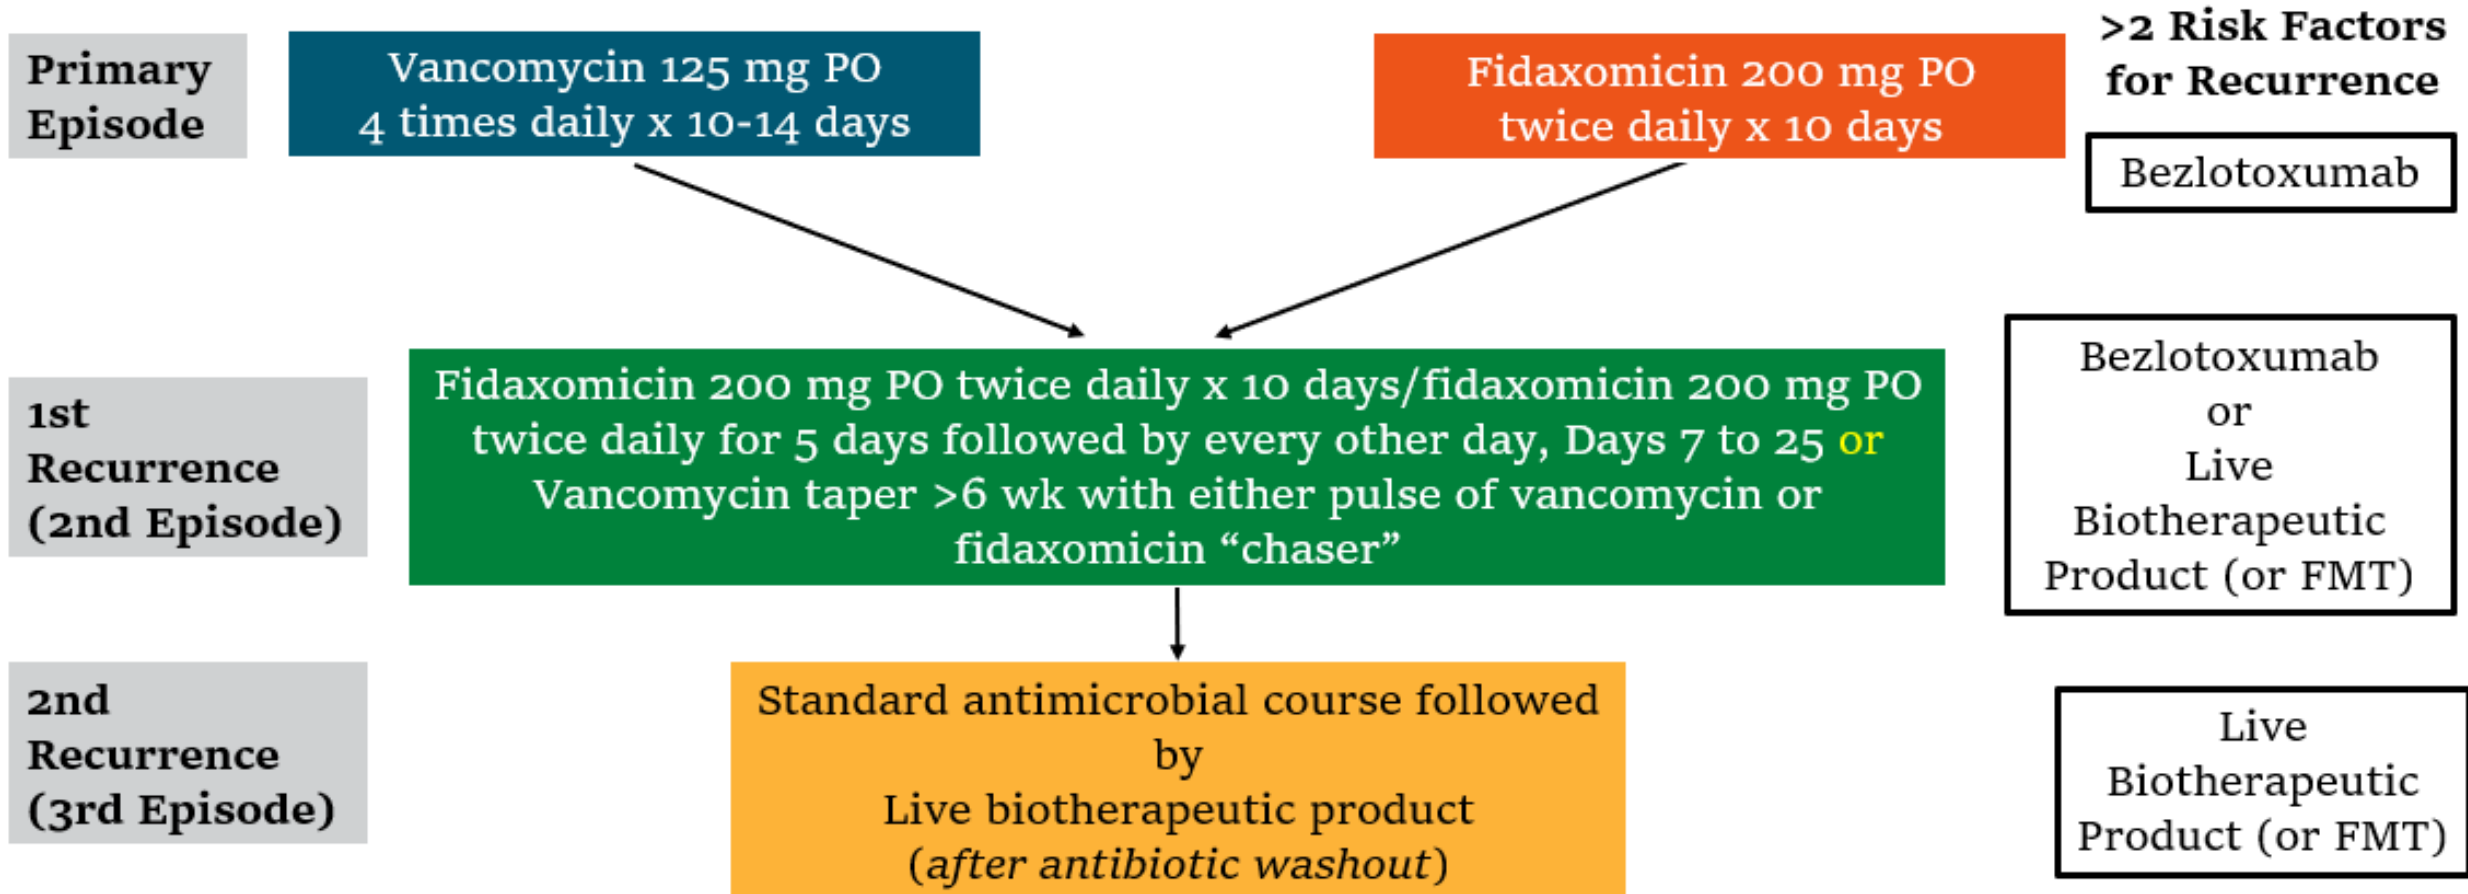 Primary
Episode
Vancomycin 125 mg PO
4 times daily x 10-14 days
Fidaxomicin 200 mg PO
twice daily x 10 days
>2 Risk Factors
for Recurrence
Bezlotoxumab
1st
Recurrence
(2nd Episode)
Fidaxomicin 200 mg PO twice daily x 10 days/fidaxomicin 200 mg PO
twice daily for 5 days followed by every other day, Days 7 to 25 or
Vancomycin taper >6 wk with either pulse of vancomycin or
fidaxomicin “chaser”
Bezlotoxumab
or
Live
Biotherapeutic
Product (or FMT)
2nd
Recurrence
(3rd Episode)
Standard antimicrobial course followed
by
Live biotherapeutic product
(after antibiotic washout)
Live
Biotherapeutic
Product (or FMT)